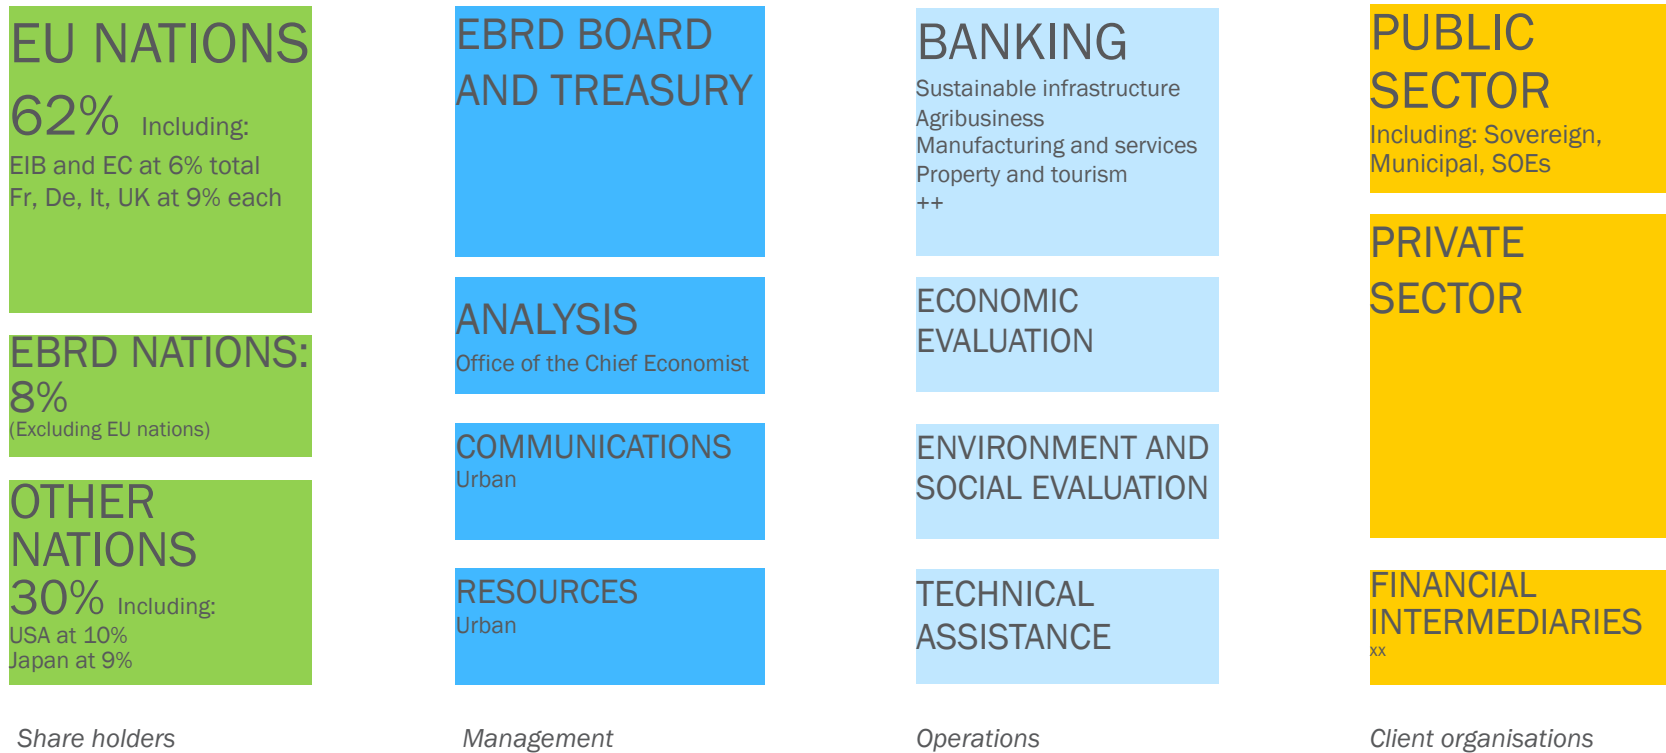 EU NATIONS
62% Including:
EIB and EC at 6% total
Fr, De, It, UK at 9% each
EBRD NATIONS:
8%
(Excluding EU nations)
OTHER
NATIONS
30% Including:
USA at 10%
Japan at 9%
Share holders
EBRD BOARD
AND TREASURY
ANALYSIS
Office of the Chief Economist
COMMUNICATIONS
Urban
RESOURCES
Urban
Management
BANKING
Sustainable infrastructure
Agribusiness
Manufacturing and services
Property and tourism
++
ECONOMIC
EVALUATION
ENVIRONMENT AND
SOCIAL EVALUATION
TECHNICAL
ASSISTANCE
Operations
PUBLIC
SECTOR
Including: Sovereign,
Municipal, SOEs
PRIVATE
SECTOR
FINANCIAL
INTERMEDIARIES
xx
Client organisations